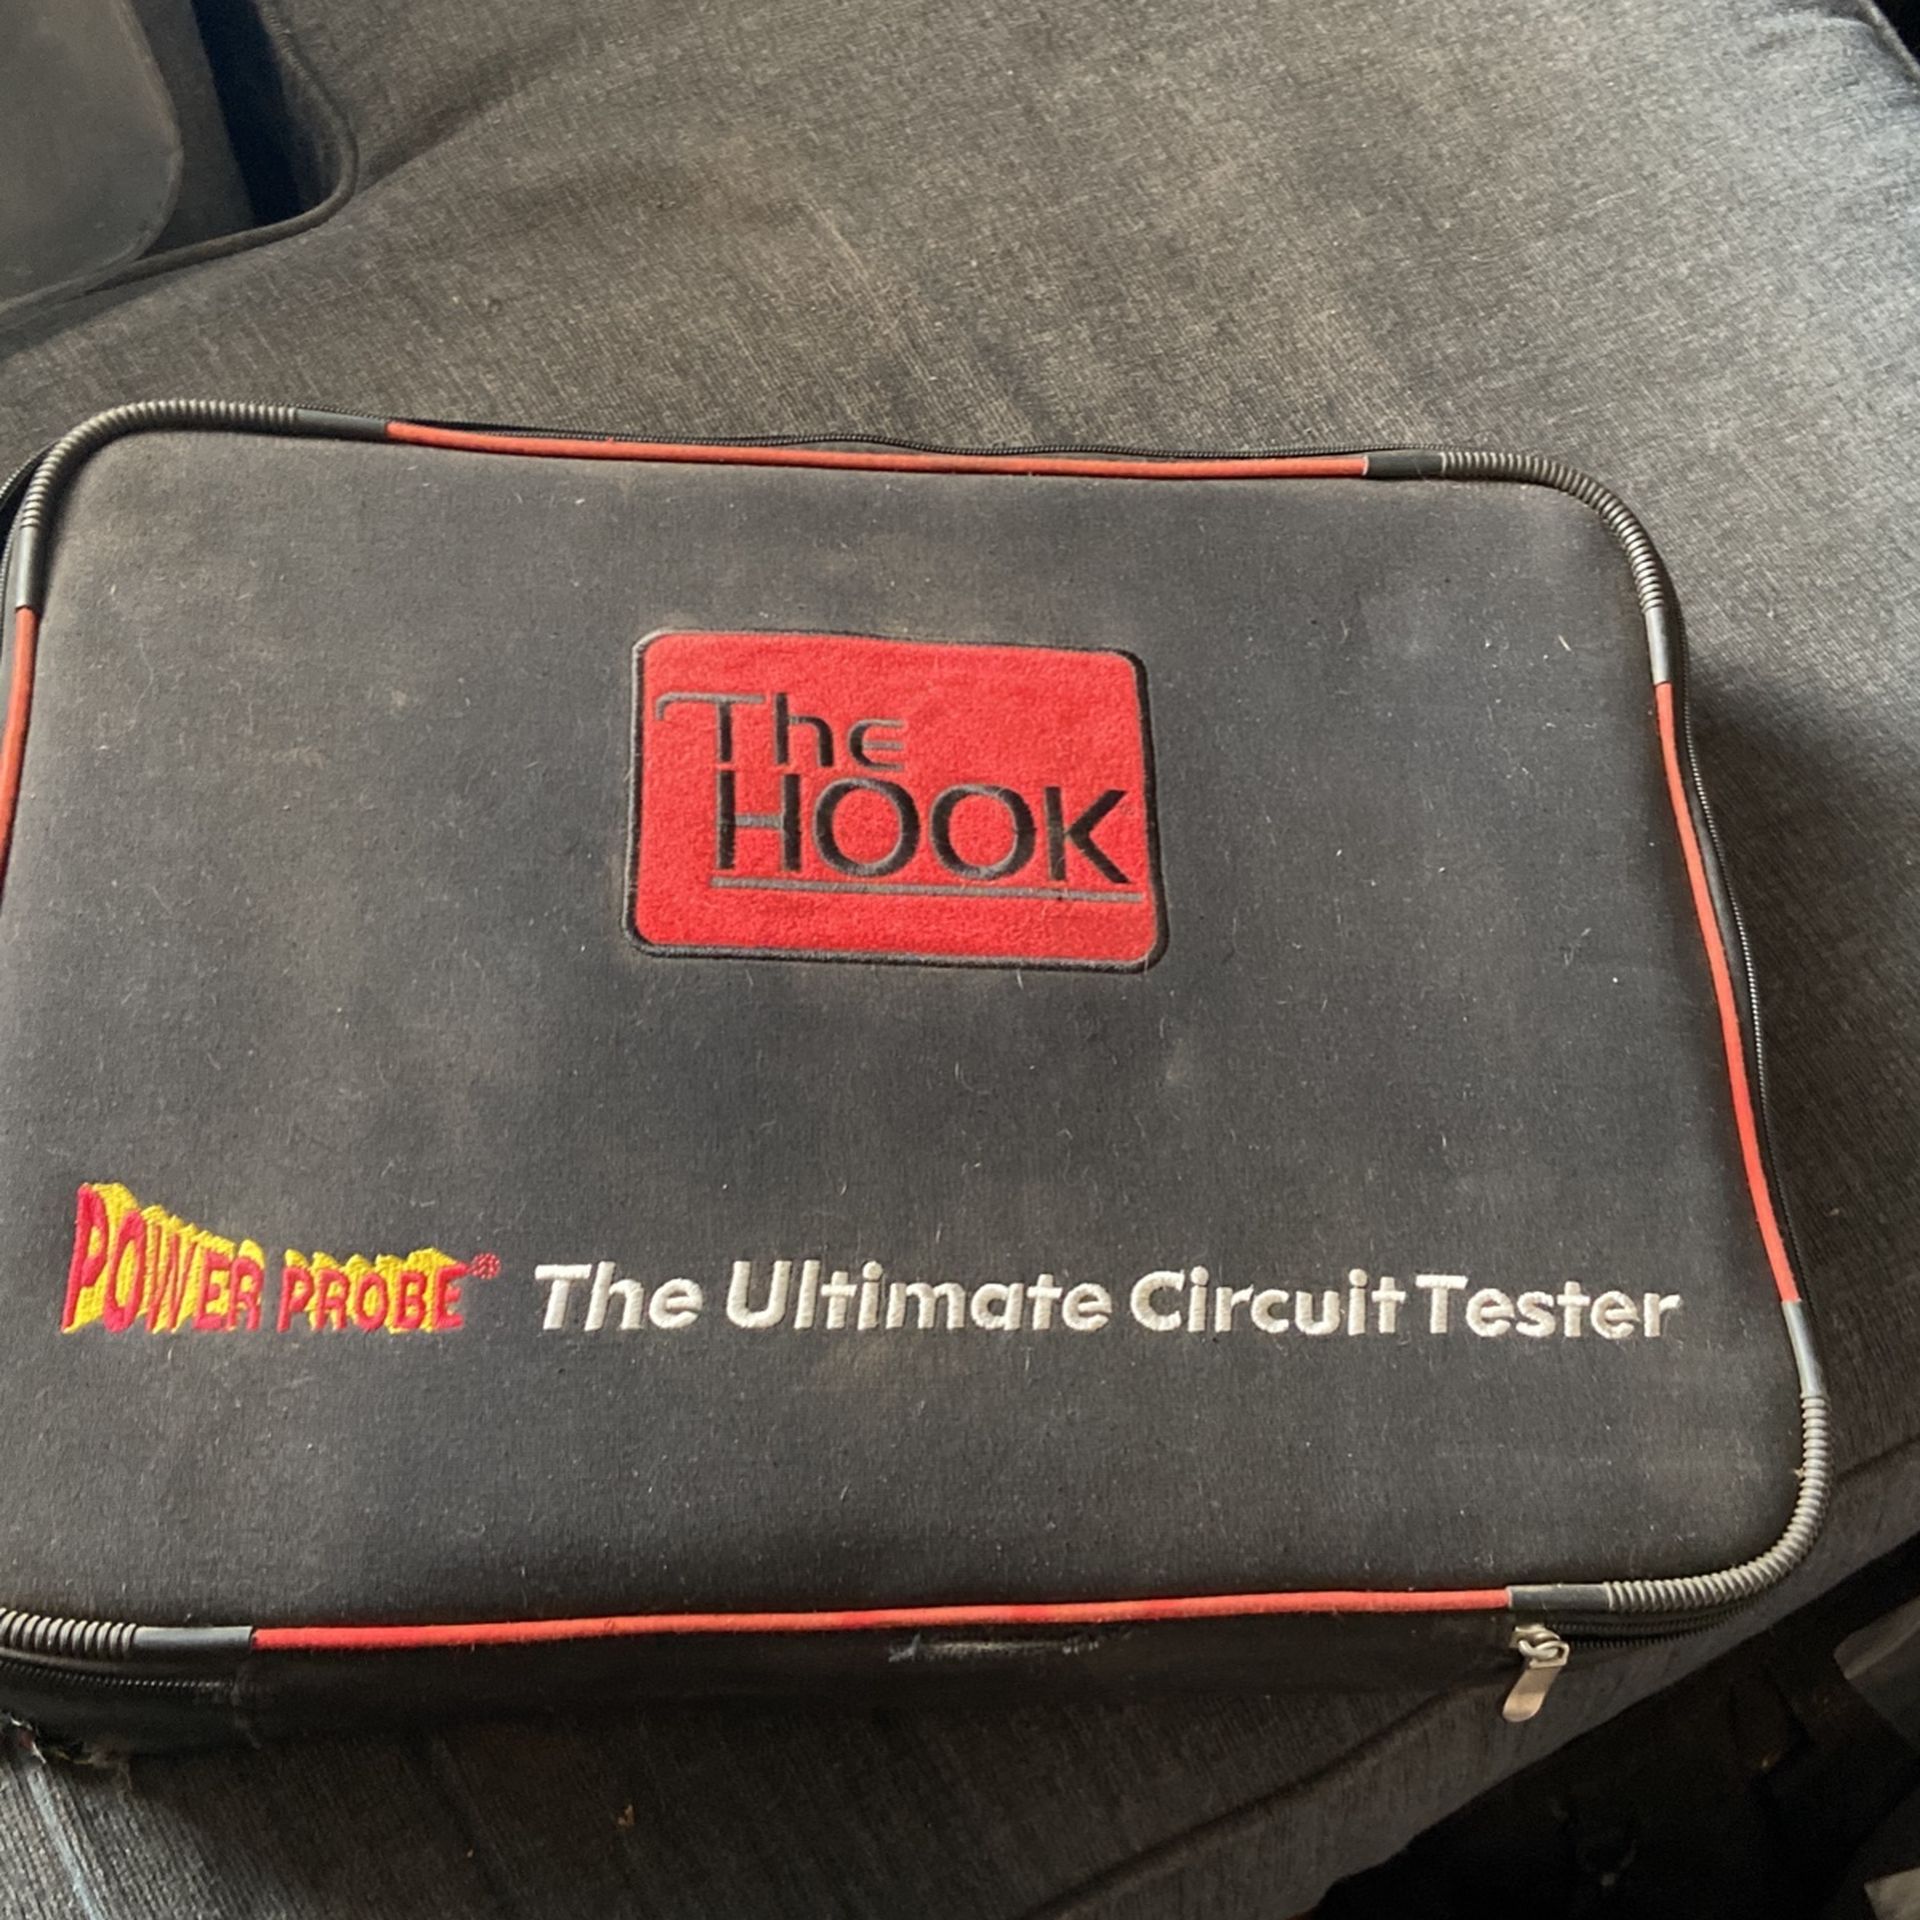 The
HOOK
POWER PROBE® The Ultimate Circuit Tester